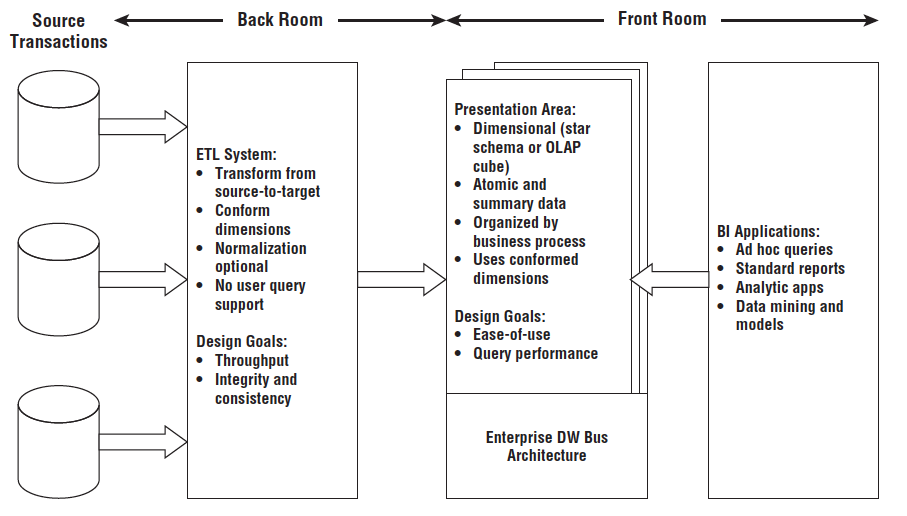 Source
Transactions
Back Room
Front Room
ETL System:
• Transform from
source-to-target
• Conform
dimensions
• Normalization
optional
• No user query
support
Design Goals:
• Throughput
• Integrity and
consistency
Presentation Area:
• Dimensional (star
schema or OLAP
cube)
• Atomic and
summary data
• Organized by
business process
• Uses conformed
dimensions
Design Goals:
• Ease-of-use
• Query performance
Enterprise DW Bus
Architecture
BI Applications:
• Ad hoc queries
• Standard reports
• Analytic apps
• Data mining and
models